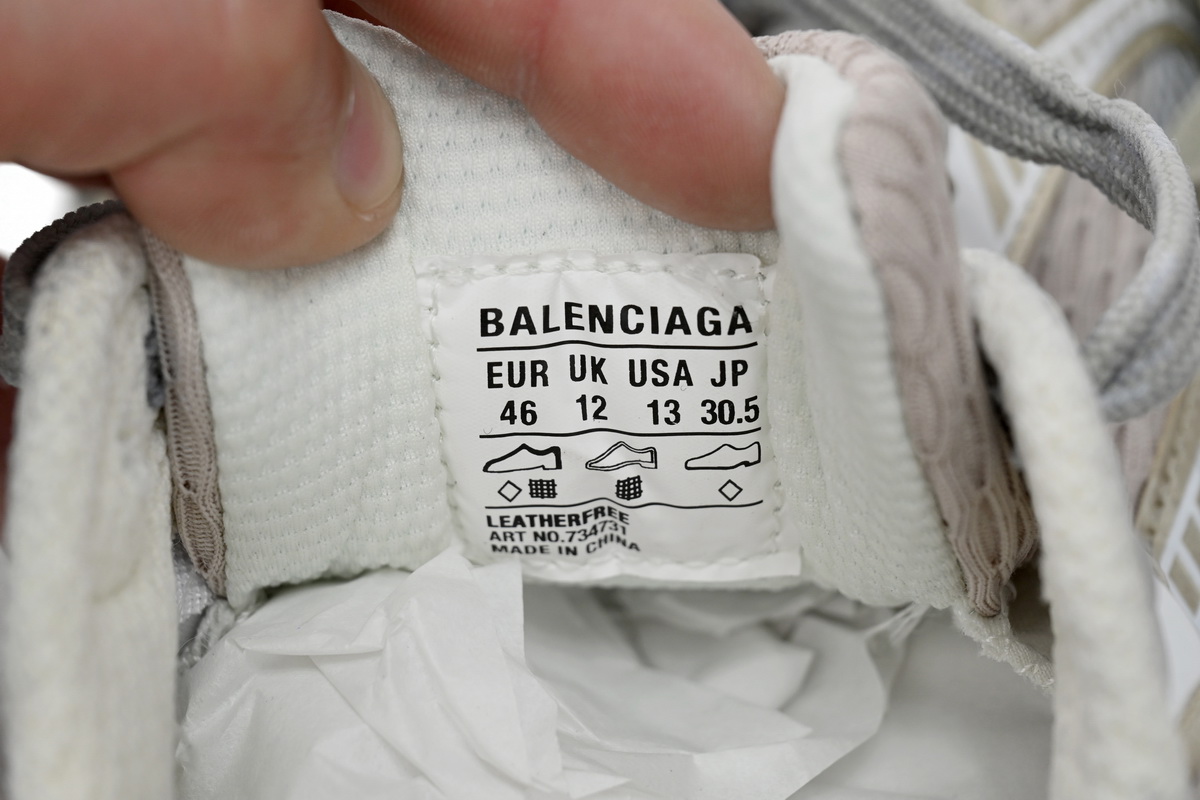 BALENCIAGA
EUR UK USA JP
46 12 13 30.5
LEATHERFREE
ART NO.734731
MADE IN CHINA